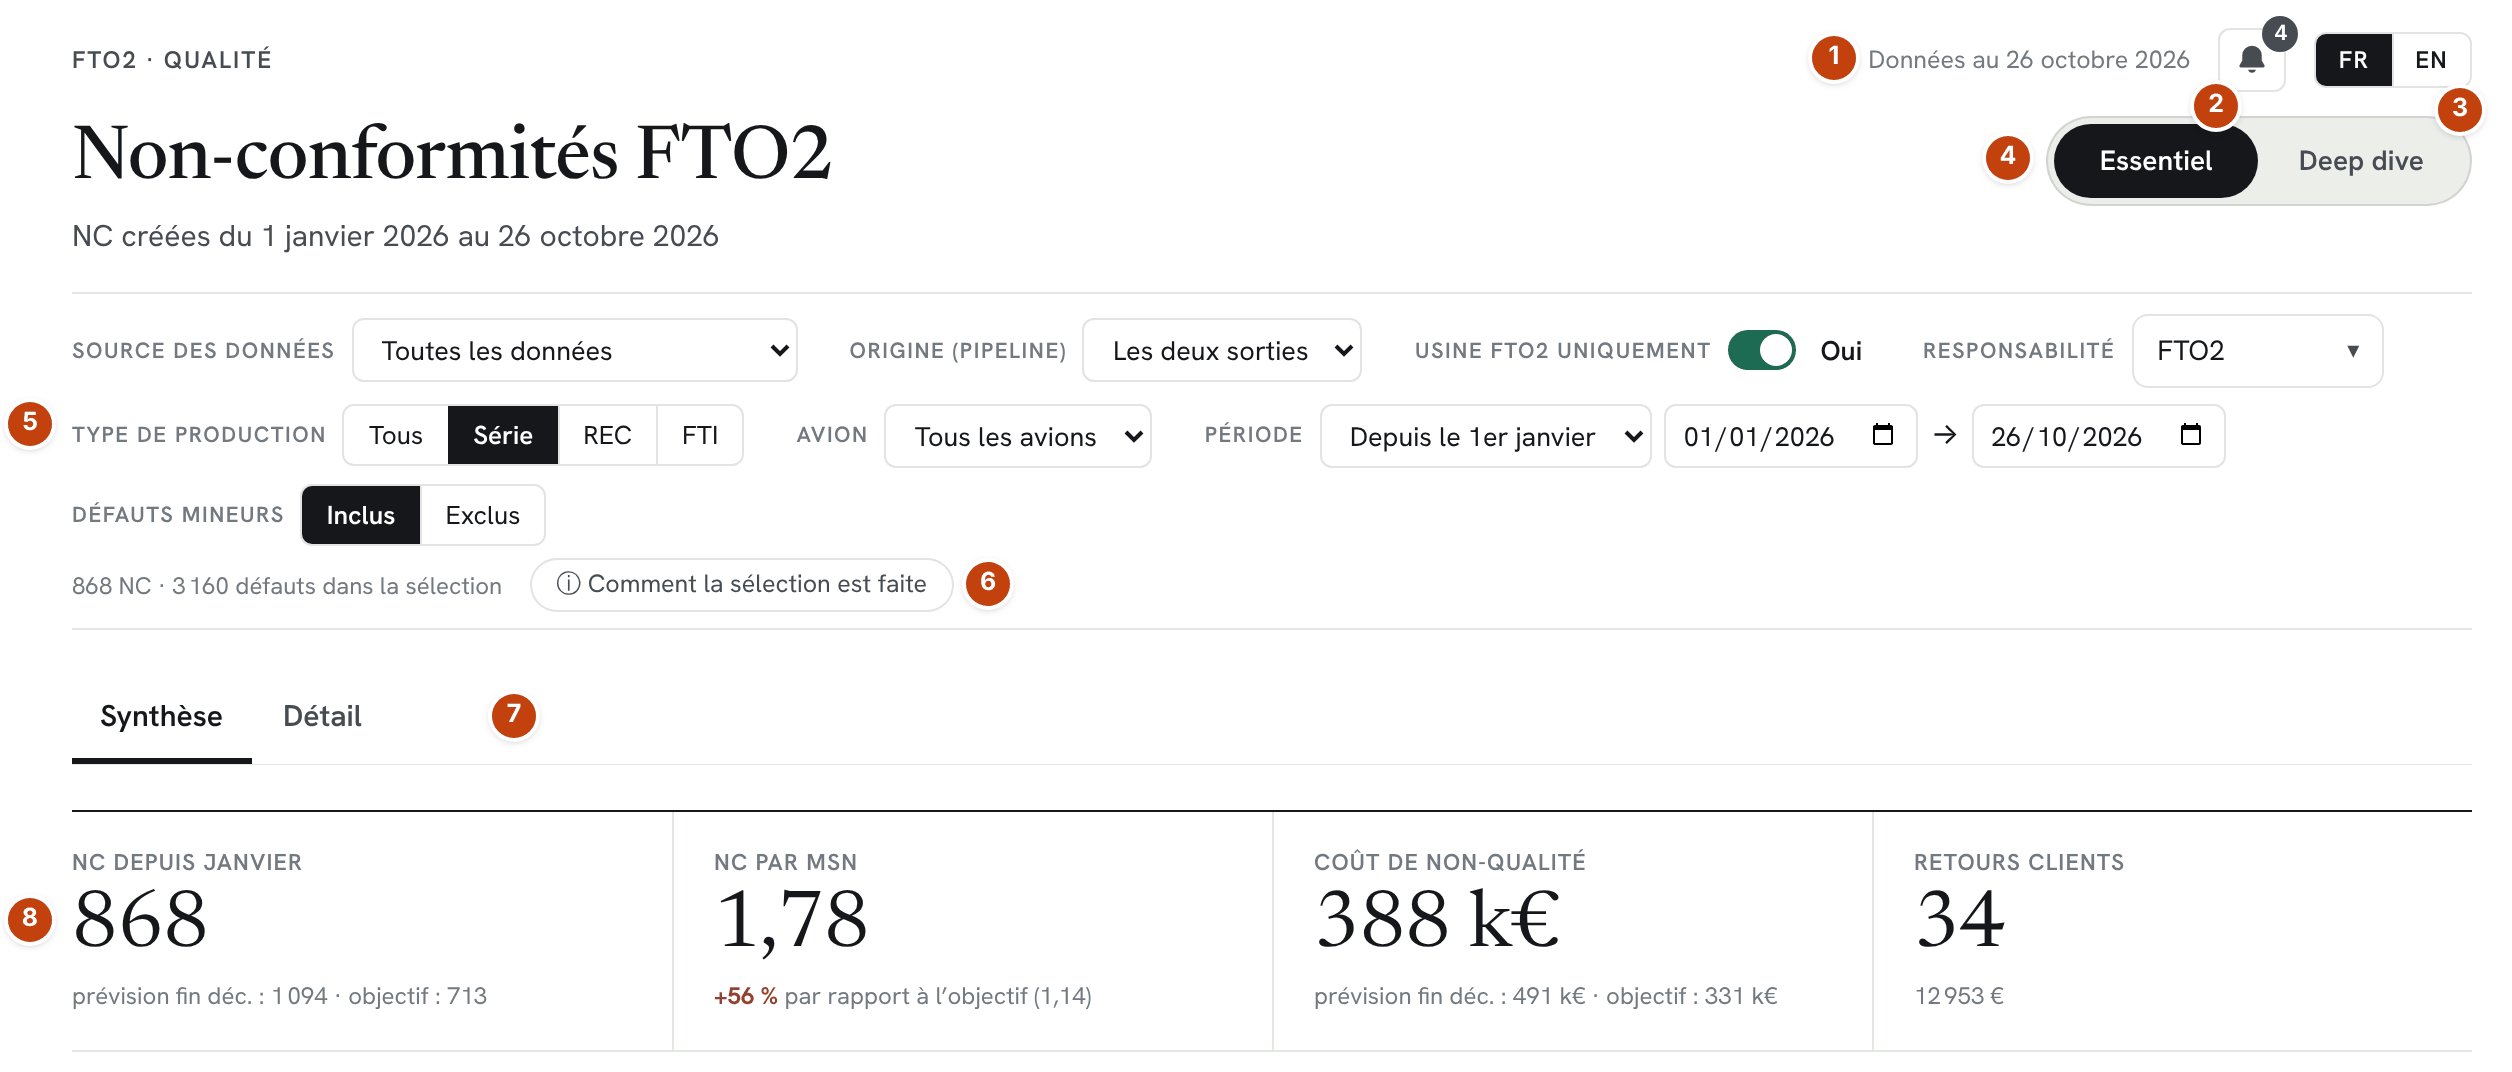 FTO2 · QUALITÉ
1 Données au 26 octobre 2026 4 FR EN
2 3
Non-conformités FTO2
4 Essentiel Deep dive
NC créées du 1 janvier 2026 au 26 octobre 2026
SOURCE DES DONNÉES Toutes les données ORIGINE (PIPELINE) Les deux sorties USINE FTO2 UNIQUEMENT Oui RESPONSABILITÉ FTO2
5 TYPE DE PRODUCTION Tous Série REC FTI AVION Tous les avions PÉRIODE Depuis le 1er janvier 01/01/2026 → 26/10/2026
DÉFAUTS MINEURS Inclus Exclus
868 NC · 3 160 défauts dans la sélection ⓘ Comment la sélection est faite 6
Synthèse Détail 7
NC DEPUIS JANVIER
8 868
prévision fin déc. : 1 094 · objectif : 713
NC PAR MSN
1,78
+56 % par rapport à l’objectif (1,14)
COÛT DE NON-QUALITÉ
388 k€
prévision fin déc. : 491 k€ · objectif : 331 k€
RETOURS CLIENTS
34
12 953 €